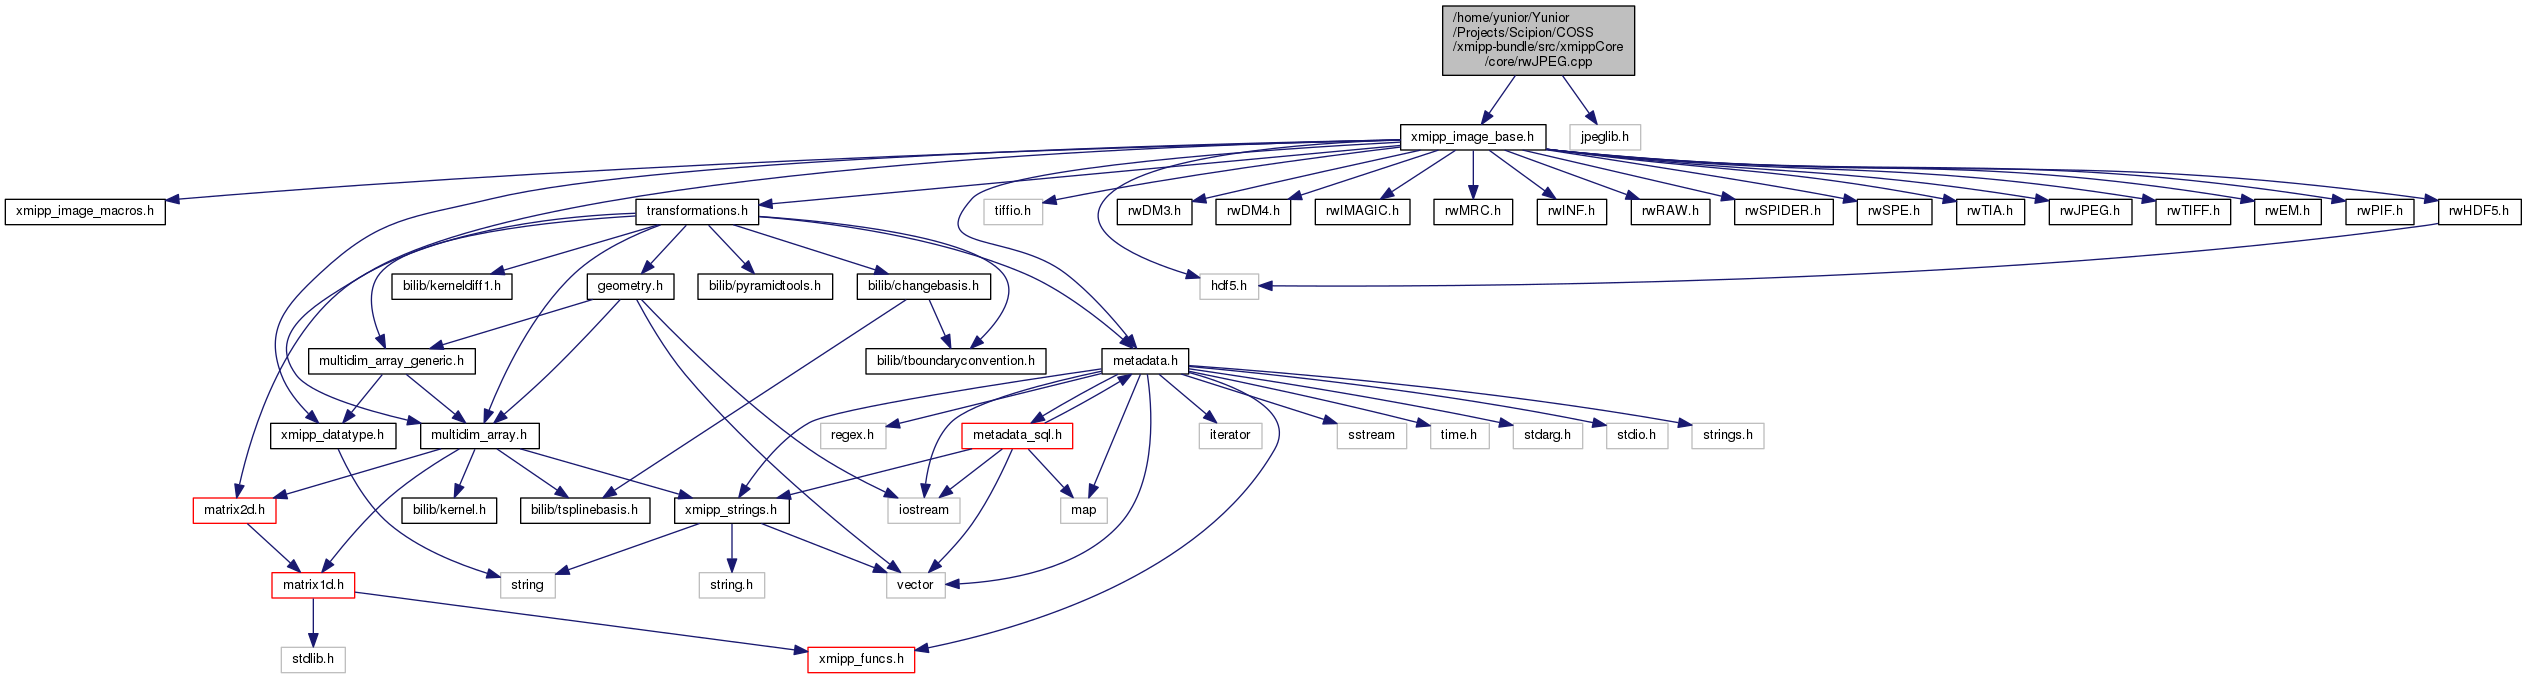 /home/yunior/Yunior
/Projects/Scipion/COSS
/xmipp-bundle/src/xmippCore
/core/rwJPEG.cpp
xmipp_image_base.h
jpeglib.h
xmipp_image_macros.h
transformations.h
tiffio.h
rwDM3.h
rwDM4.h
rwIMAGIC.h
rwMRC.h
rwINF.h
rwRAW.h
rwSPIDER.h
rwSPE.h
rwTIA.h
rwJPEG.h
rwTIFF.h
rwEM.h
rwPIF.h
rwHDF5.h
bilib/kerneldiff1.h
geometry.h
bilib/pyramidtools.h
bilib/changebasis.h
hdf5.h
multidim_array_generic.h
bilib/tboundaryconvention.h
metadata.h
xmipp_datatype.h
multidim_array.h
regex.h
metadata_sql.h
iterator
sstream
time.h
stdarg.h
stdio.h
strings.h
matrix2d.h
bilib/kernel.h
bilib/tsplinebasis.h
xmipp_strings.h
iostream
map
matrix1d.h
string
string.h
vector
stdlib.h
xmipp_funcs.h